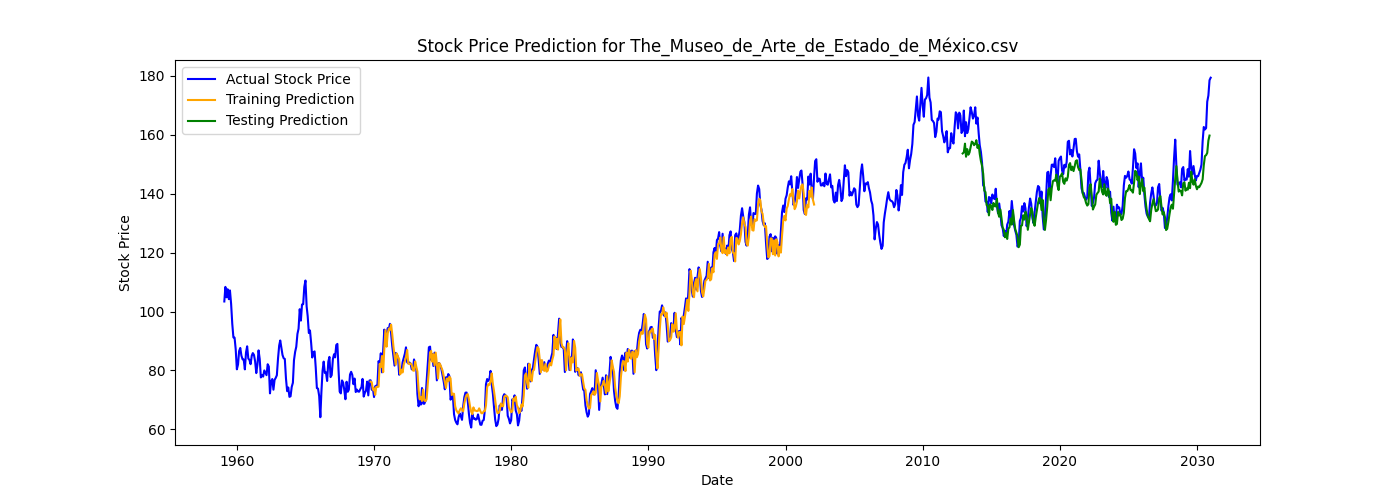 Stock Price Prediction for The_Museo_de_Arte_de_Estado_de_México.csv
Actual Stock Price
Training Prediction
Testing Prediction
Stock Price
180
160
140
120
100
80
60
1960
1970
1980
1990
2000
2010
2020
2030
Date